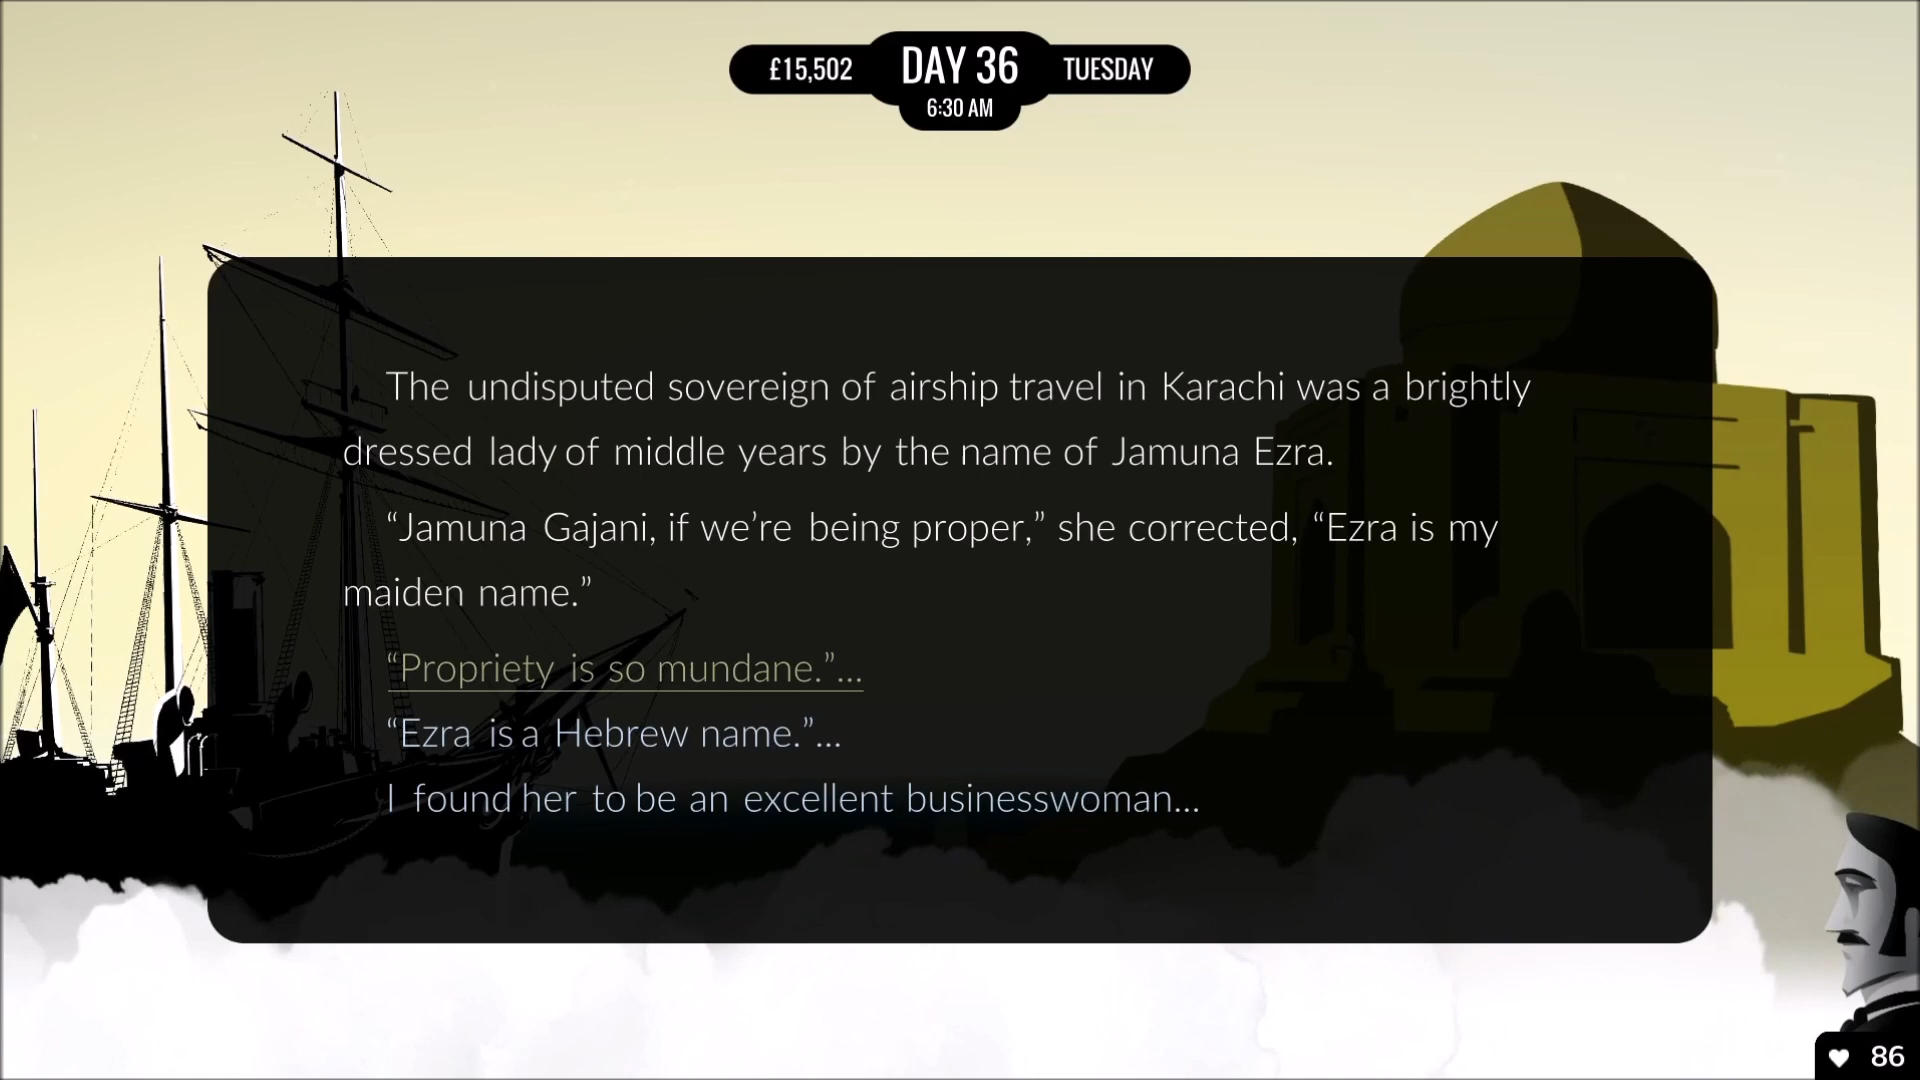 £15,502
DAY 36
TUESDAY
6:30 AM
The undisputed sovereign of airship travel in Karachi was a brightly
dressed lady of middle years by the name of Jamuna Ezra.
“Jamuna Gajani, if we’re being proper,” she corrected, “Ezra is my
maiden name.”
“Propriety is so mundane.”...
“Ezra is a Hebrew name.”...
I found her to be an excellent businesswoman...
86